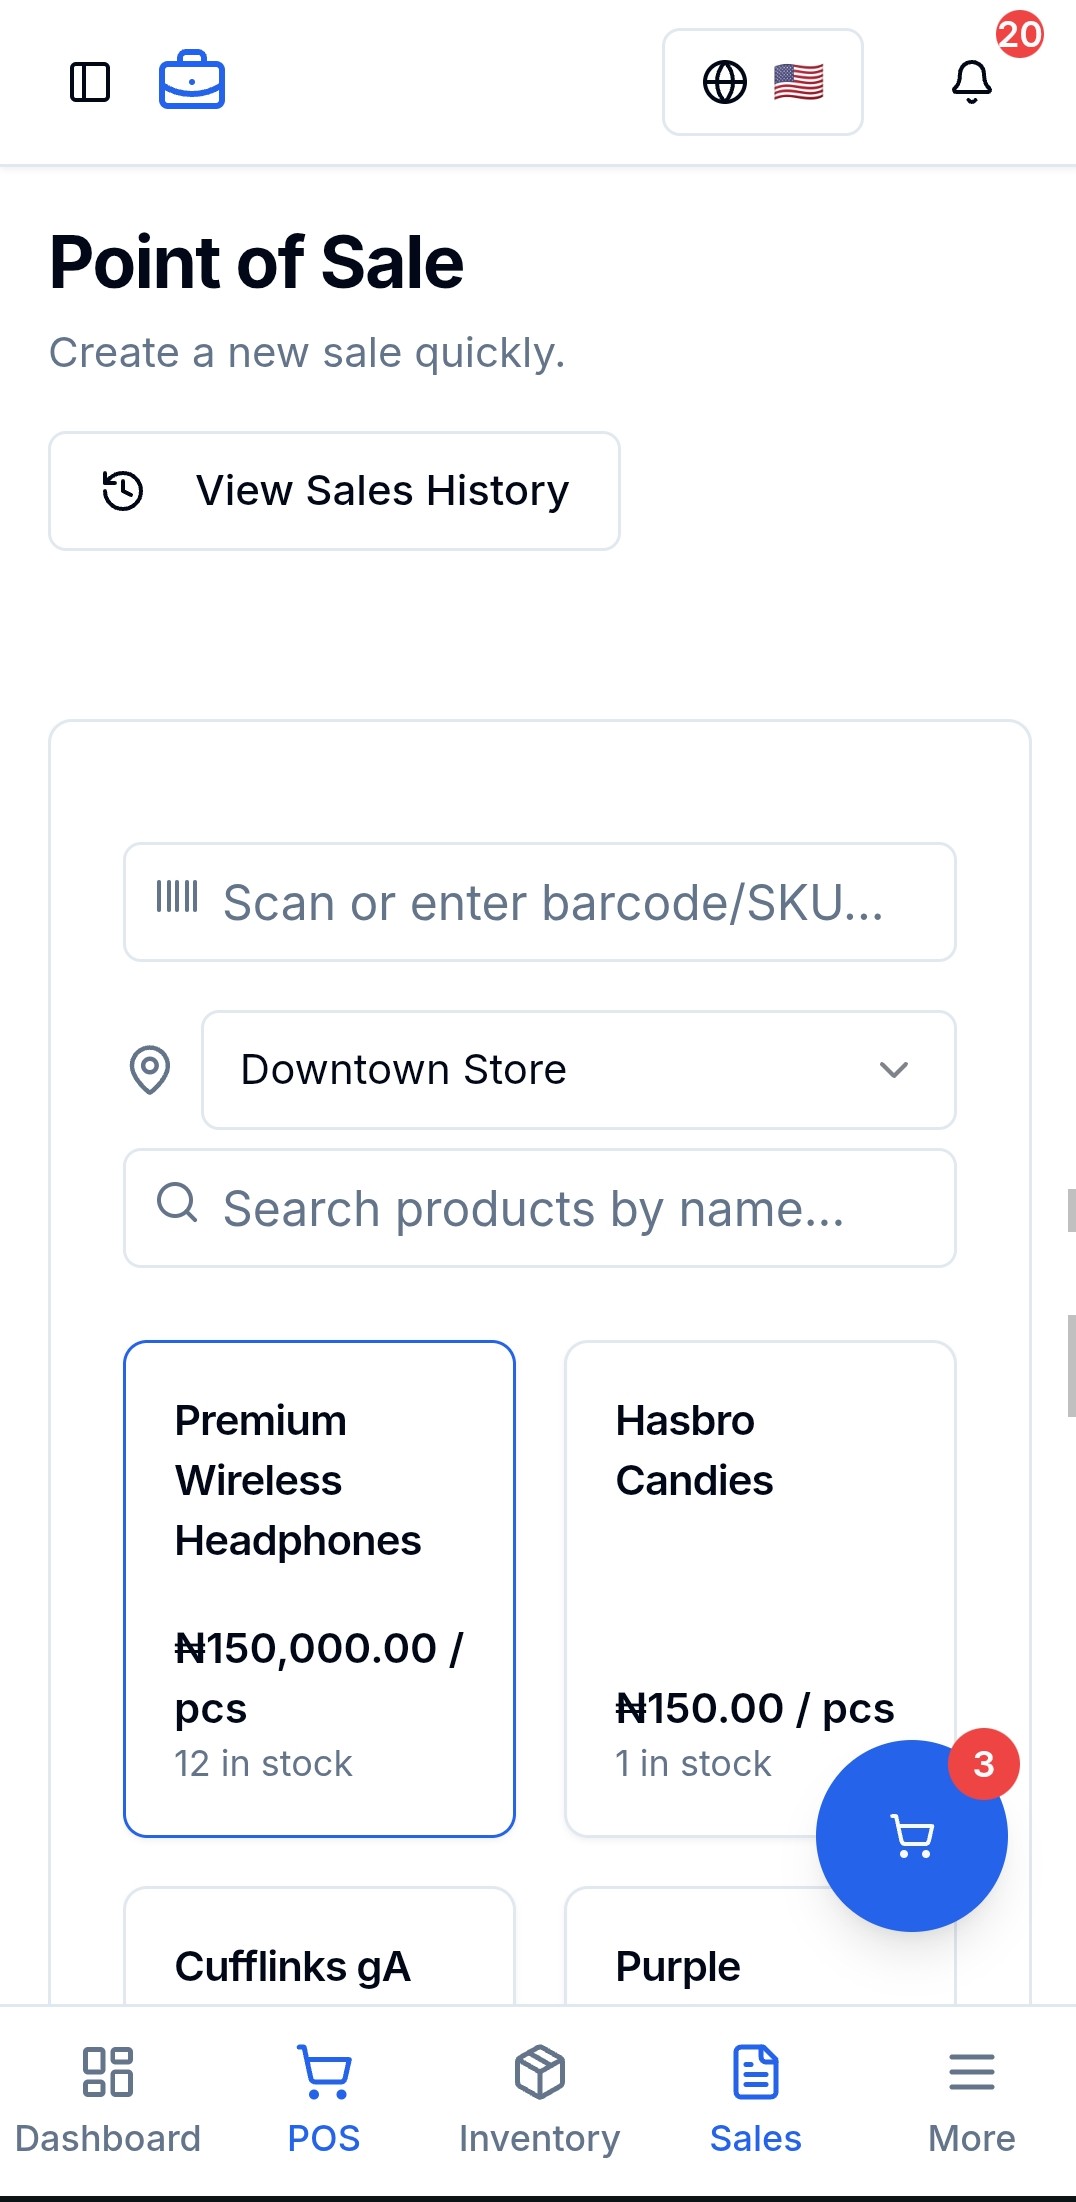 20
Point of Sale
Create a new sale quickly.
View Sales History
Scan or enter barcode/SKU...
Downtown Store
Search products by name...
Premium
Wireless
Headphones
₦150,000.00 /
pcs
12 in stock
Hasbro
Candies
₦150.00 / pcs
1 in stock
3
Cufflinks gA
Purple
Dashboard
POS
Inventory
Sales
More